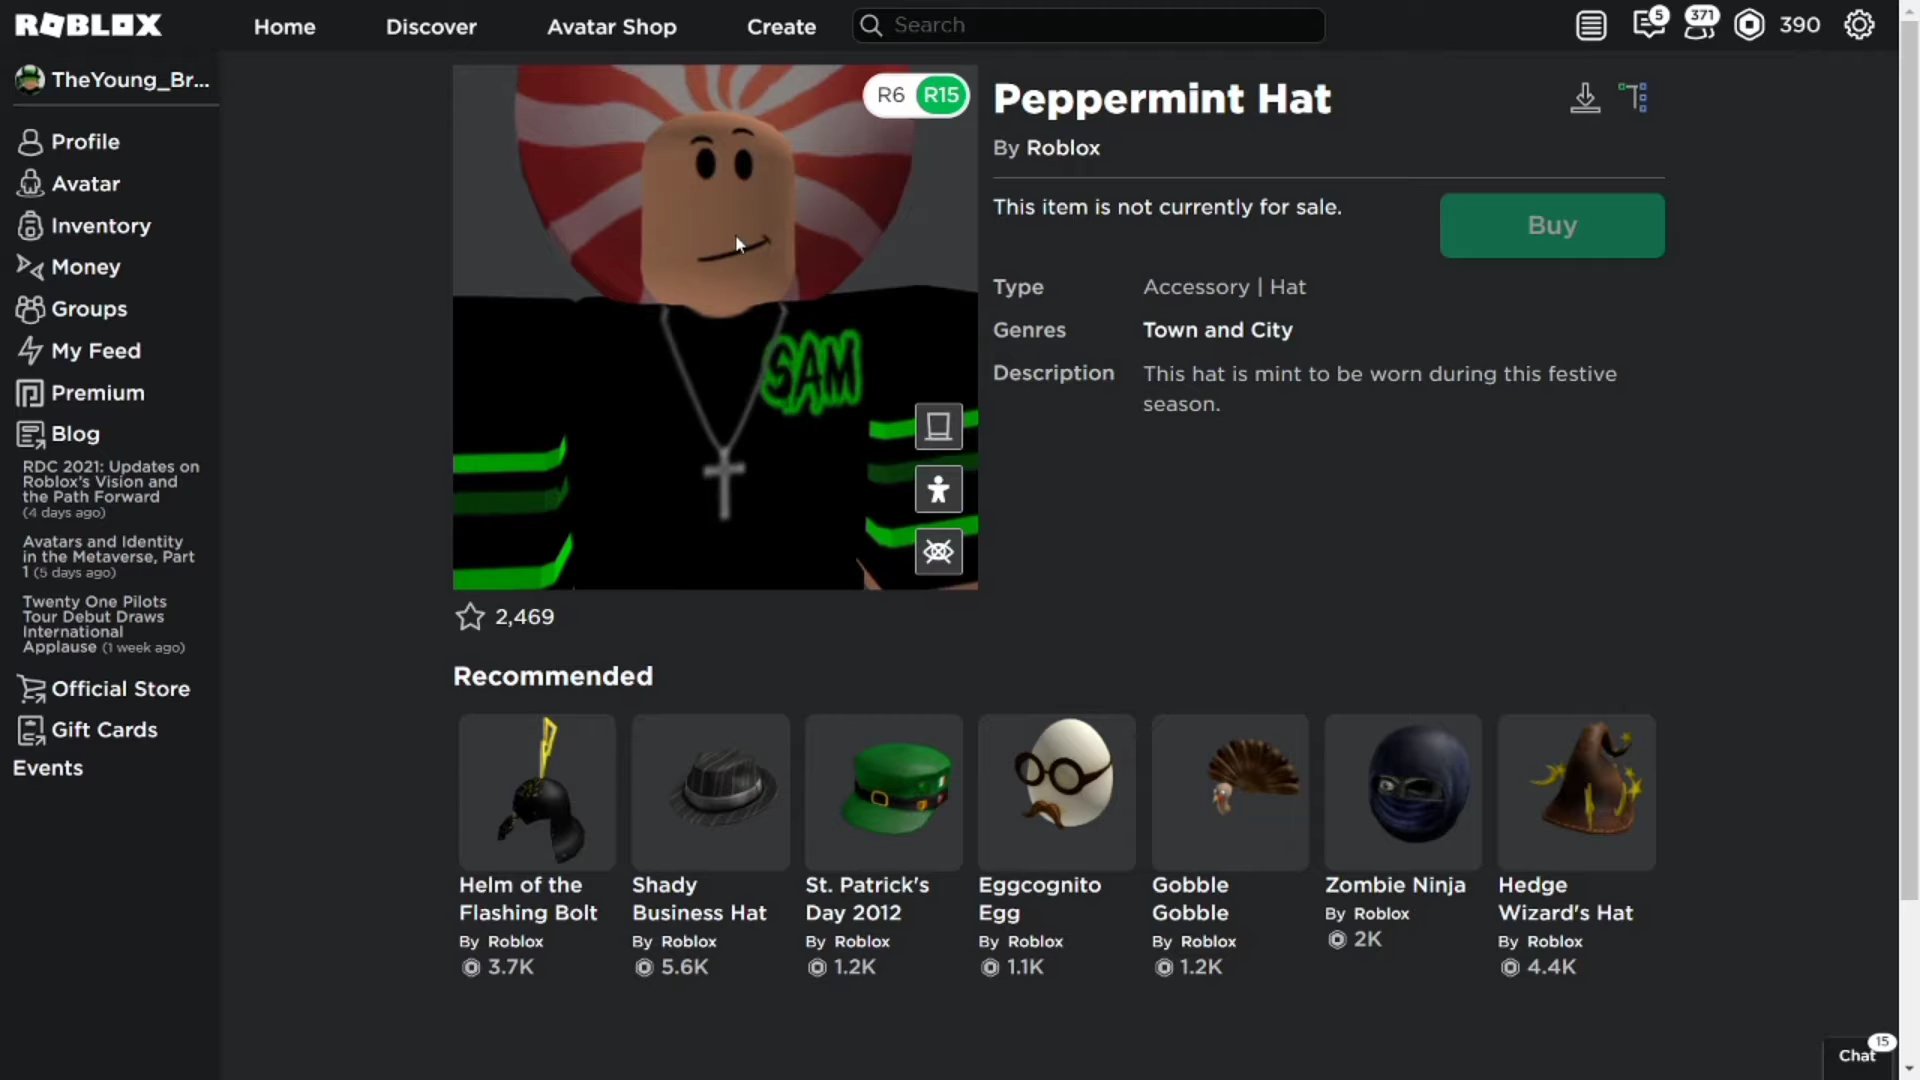 ROBLOX
Home
Discover
Avatar Shop
Create
Search
5
371
390
TheYoung_Br...
Profile
Avatar
Inventory
Money
Groups
My Feed
Premium
Blog
RDC 2021: Updates on
Roblox's Vision and
the Path Forward
(4 days ago)
Avatars and Identity
in the Metaverse, Part
1 (5 days ago)
Twenty One Pilots
Tour Debut Draws
International
Applause (1 week ago)
Official Store
Gift Cards
Events
R6 R15
SAM
2,469
Peppermint Hat
By Roblox
This item is not currently for sale.
Buy
Type Accessory | Hat
Genres Town and City
Description This hat is mint to be worn during this festive
season.
Recommended
Helm of the
Flashing Bolt
By Roblox
3.7K
Shady
Business Hat
By Roblox
5.6K
St. Patrick's
Day 2012
By Roblox
1.2K
Eggcognito
Egg
By Roblox
1.1K
Gobble
Gobble
By Roblox
1.2K
Zombie Ninja
By Roblox
2K
Hedge
Wizard's Hat
By Roblox
4.4K
Chat
15